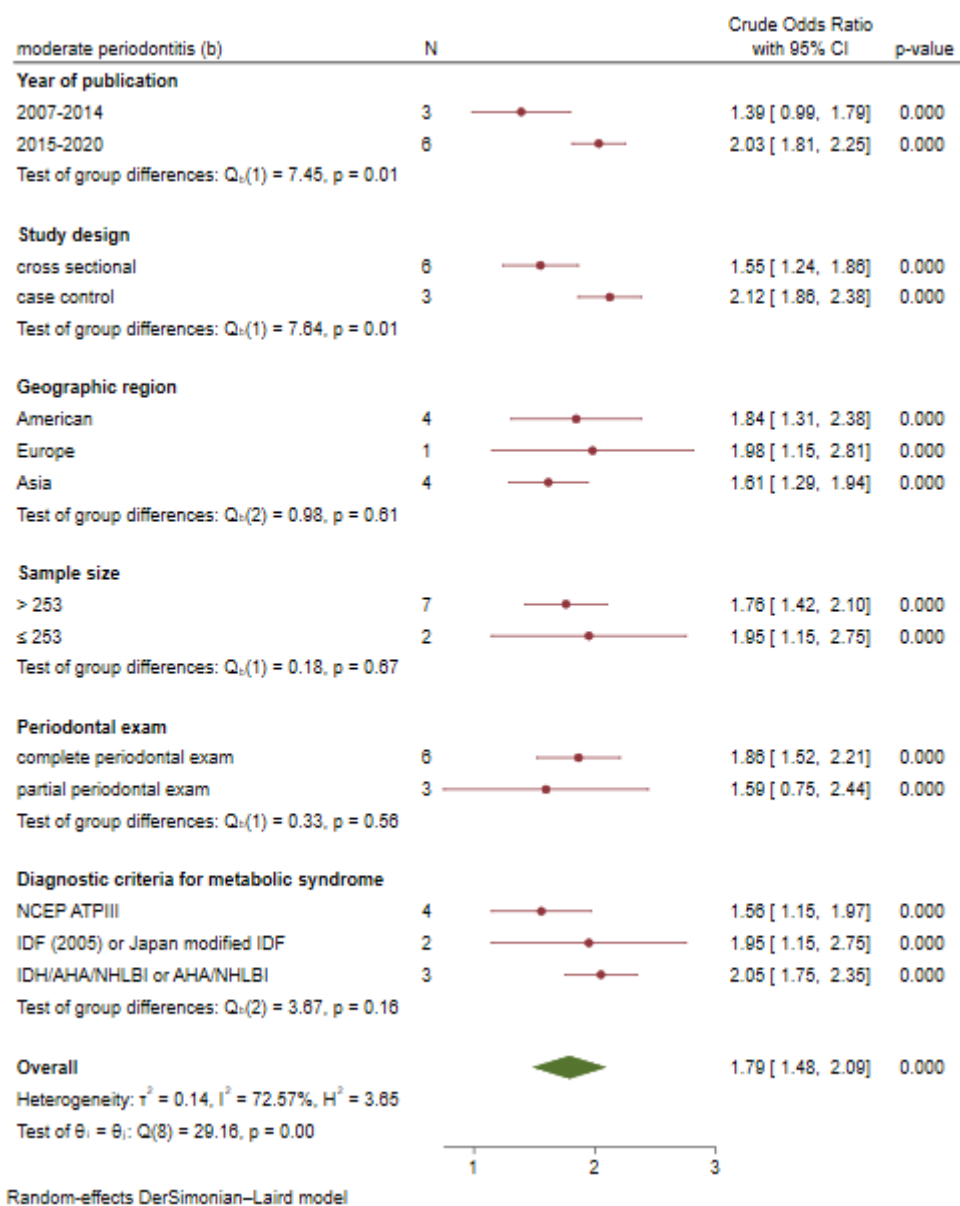 Crude Odds Ratio
moderate periodontitis (b) N with 95% CI p-value
Year of publication
2007-2014 3 1.39 [ 0.99, 1.79] 0.000
2015-2020 6 2.03 [ 1.81, 2.25] 0.000
Test of group differences: Q_b(1) = 7.45, p = 0.01
Study design
cross sectional 6 1.55 [ 1.24, 1.86] 0.000
case control 3 2.12 [ 1.86, 2.38] 0.000
Test of group differences: Q_b(1) = 7.64, p = 0.01
Geographic region
American 4 1.84 [ 1.31, 2.38] 0.000
Europe 1 1.98 [ 1.15, 2.81] 0.000
Asia 4 1.61 [ 1.29, 1.94] 0.000
Test of group differences: Q_b(2) = 0.98, p = 0.61
Sample size
> 253 7 1.76 [ 1.42, 2.10] 0.000
≤ 253 2 1.95 [ 1.15, 2.75] 0.000
Test of group differences: Q_b(1) = 0.18, p = 0.67
Periodontal exam
complete periodontal exam 6 1.86 [ 1.52, 2.21] 0.000
partial periodontal exam 3 1.59 [ 0.75, 2.44] 0.000
Test of group differences: Q_b(1) = 0.33, p = 0.56
Diagnostic criteria for metabolic syndrome
NCEP ATPIII 4 1.56 [ 1.15, 1.97] 0.000
IDF (2005) or Japan modified IDF 2 1.95 [ 1.15, 2.75] 0.000
IDH/AHA/NHLBI or AHA/NHLBI 3 2.05 [ 1.75, 2.35] 0.000
Test of group differences: Q_b(2) = 3.67, p = 0.16
Overall 1.79 [ 1.48, 2.09] 0.000
Heterogeneity: τ² = 0.14, I² = 72.57%, H² = 3.65
Test of θᵢ = θⱼ: Q(8) = 29.16, p = 0.00
1 2 3
Random-effects DerSimonian–Laird model